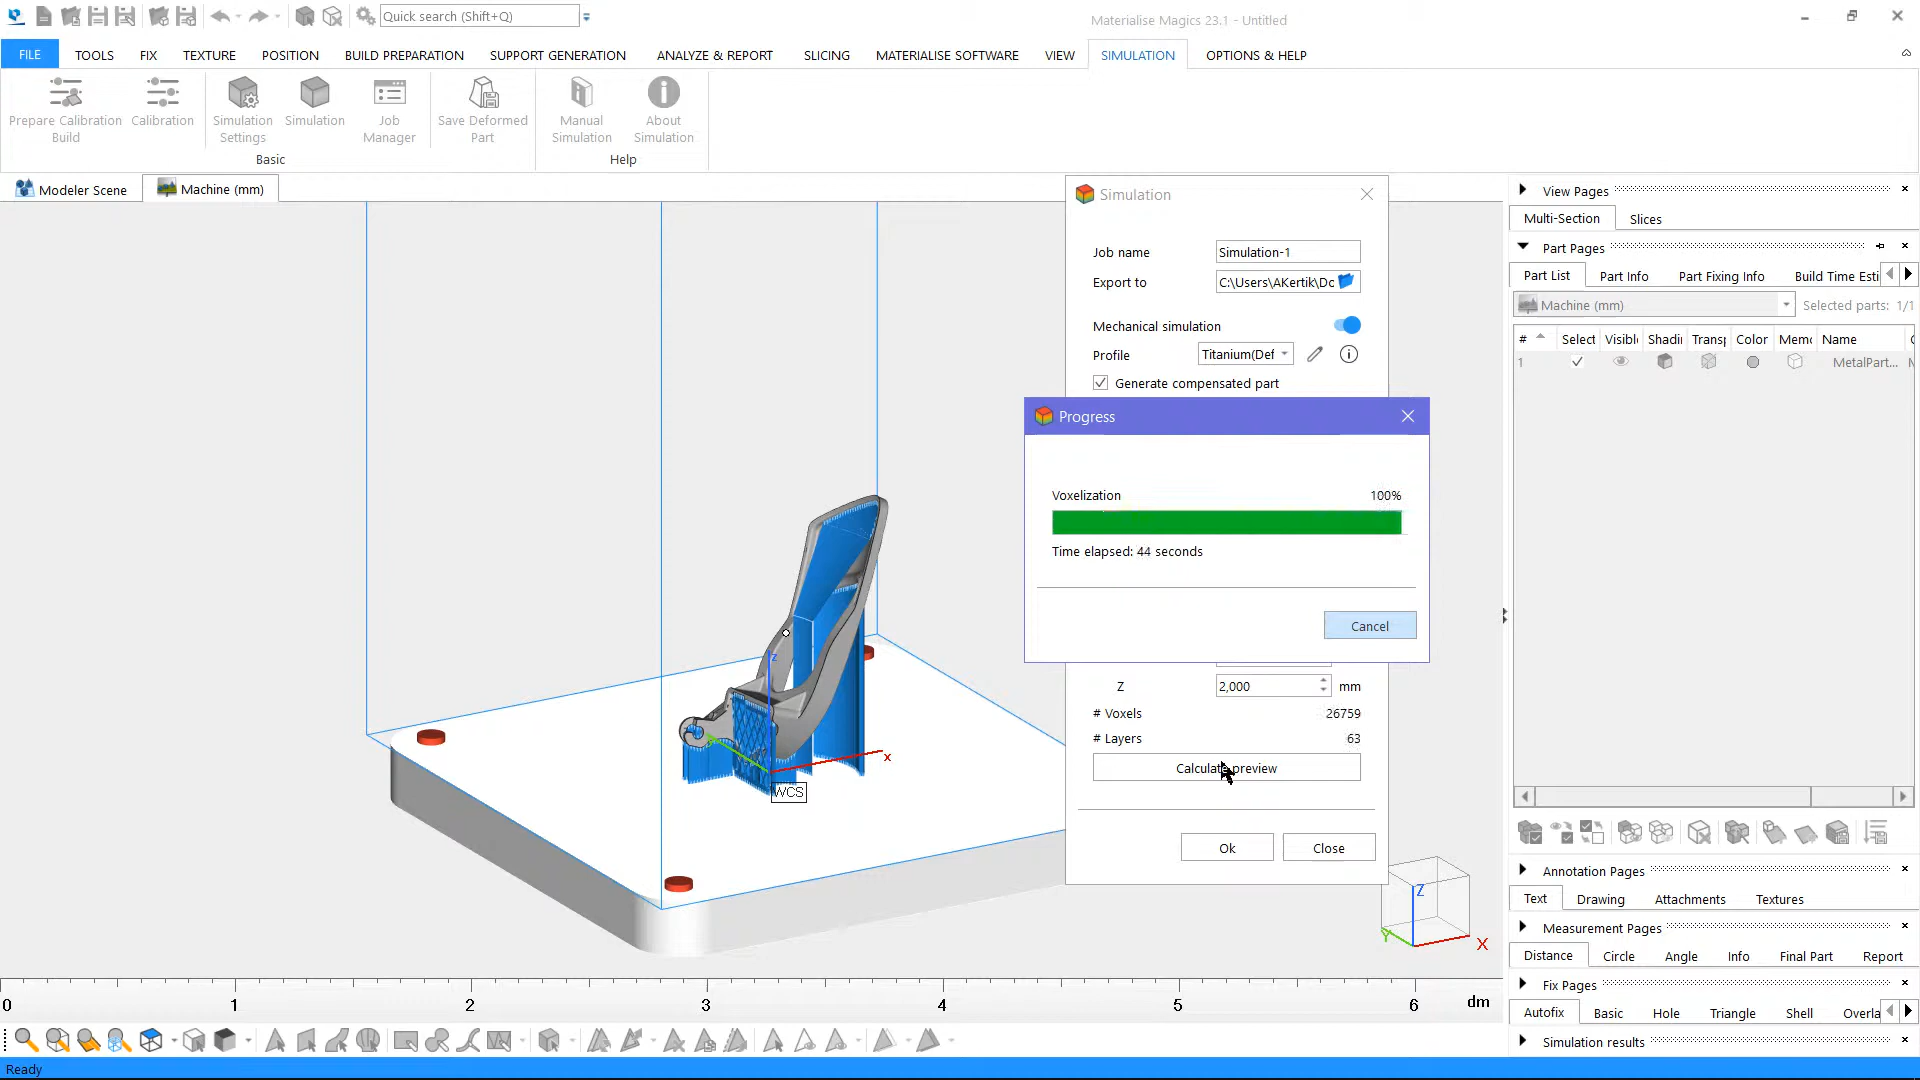 Quick search (Shift+Q)
Materialise Magics 23.1 - Untitled
FILE TOOLS FIX TEXTURE POSITION BUILD PREPARATION SUPPORT GENERATION ANALYZE & REPORT SLICING MATERIALISE SOFTWARE VIEW SIMULATION OPTIONS & HELP
Prepare Calibration Build
Calibration
Simulation Settings
Simulation
Job Manager
Save Deformed Part
Manual Simulation
About Simulation
Basic
Help
Modeler Scene
Machine (mm)
Simulation
Job name Simulation-1
Export to C:\Users\AKertik\Dc
Mechanical simulation
Profile Titanium(Def
Generate compensated part
Progress
Voxelization 100%
Time elapsed: 44 seconds
Cancel
Z 2,000 mm
# Voxels 26759
# Layers 63
Calculate preview
Ok Close
z
x
WCS
Z
Y
X
0 1 2 3 4 5 6 dm
View Pages
Multi-Section Slices
Part Pages
Part List Part Info Part Fixing Info Build Time Esti
Machine (mm) Selected parts: 1/1
# Select Visibl Shadi Transp Color Memo Name
1 MetalPart...
Annotation Pages
Text Drawing Attachments Textures
Measurement Pages
Distance Circle Angle Info Final Part Report
Fix Pages
Autofix Basic Hole Triangle Shell Overla
Simulation results
Ready